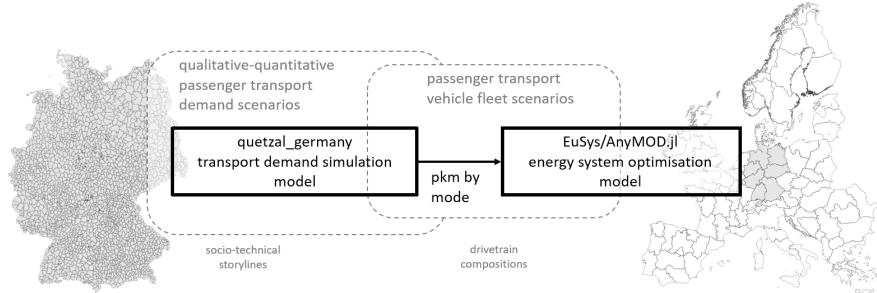 qualitative-quantitative
passenger transport
demand scenarios
passenger transport
vehicle fleet scenarios
quetzal_germany
transport demand simulation
model
pkm by
mode
EuSys/AnyMOD.jl
energy system optimisation
model
socio-technical
storylines
drivetrain
compositions